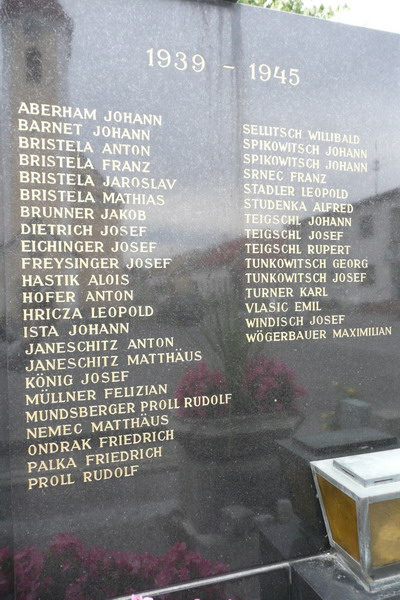 1939 - 1945
ABERHAM JOHANN
BARNET JOHANN
BRISTELA ANTON
BRISTELA FRANZ
BRISTELA JAROSLAV
BRISTELA MATHIAS
BRUNNER JAKOB
DIETRICH JOSEF
EICHINGER JOSEF
FREYSINGER JOSEF
HASTIK ALOIS
HOFER ANTON
HRICZA LEOPOLD
ISTA JOHANN
JANESCHITZ ANTON
JANESCHITZ MATTHÄUS
KÖNIG JOSEF
MÜLLNER FELIZIAN
MUNDSBERGER PROLL RUDOLF
NEMEC MATTHÄUS
ONDRAK FRIEDRICH
PALKA FRIEDRICH
PROLL RUDOLF
SELLITSCH WILLIBALD
SPIKOWITSCH JOHANN
SPIKOWITSCH JOHANN
SRNEC FRANZ
STADLER LEOPOLD
STUDENKA ALFRED
TEIGSCHL JOHANN
TEIGSCHL JOSEF
TEIGSCHL RUPERT
TUNKOWITSCH GEORG
TUNKOWITSCH JOSEF
TURNER KARL
VLASIC EMIL
WINDISCH JOSEF
WÖGERBAUER MAXIMILIAN